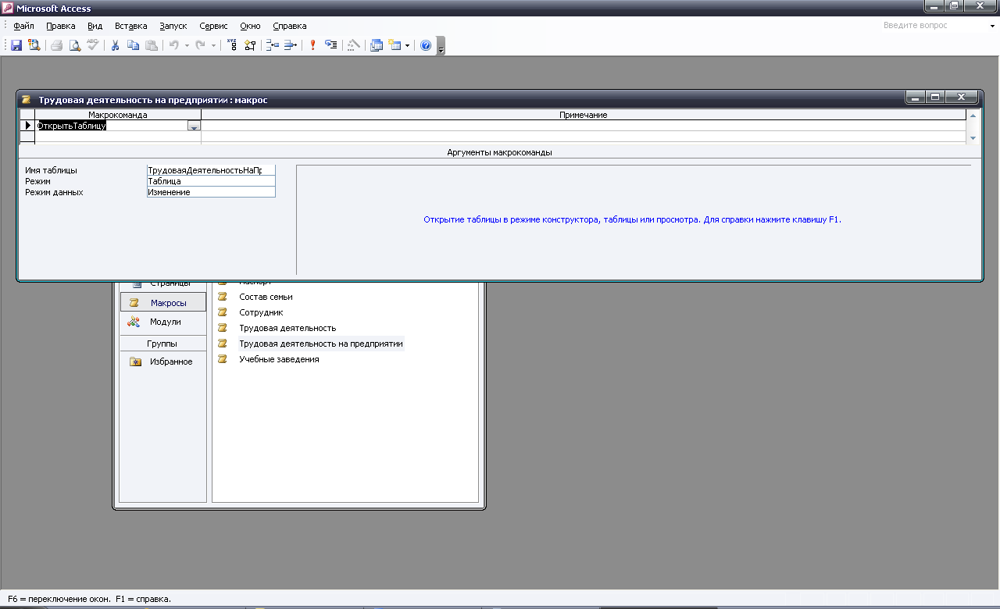 Microsoft Access
Файл Правка Вид Вставка Запуск Сервис Окно Справка Введите вопрос
Трудовая деятельность на предприятии : макрос
Макрокоманда Примечание
ОткрытьТаблицу
Аргументы макрокоманды
Имя таблицы ТрудоваяДеятельностьНаПр
Режим Таблица
Режим данных Изменение
Открытие таблицы в режиме конструктора, таблицы или просмотра. Для справки нажмите клавишу F1.
Страницы Паспорт
Макросы
Модули
Группы
Избранное
Состав семьи
Сотрудник
Трудовая деятельность
Трудовая деятельность на предприятии
Учебные заведения
F6 = переключение окон. F1 = справка.